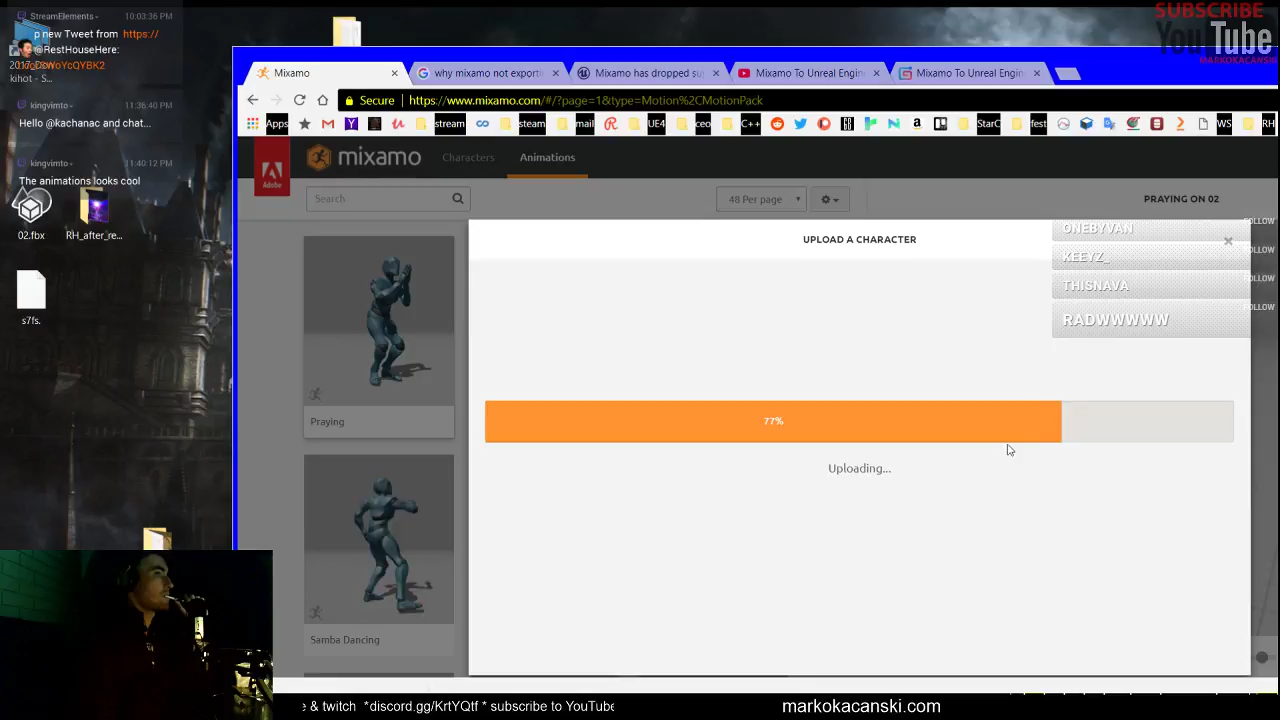 StreamElements
10:03:36 PM
p new Tweet from https://
@RestHouseHere:
kihot - S...
kingvimto
11:36:40 PM
Hello @kachanac and chat...
kingvimto
11:40:12 PM
The animations looks cool
02.fbx
RH_after_re...
s7fs.
SUBSCRIBE
YouTube
MARKOKACANSKI
Mixamo
why mixamo not exporti
Mixamo has dropped su
Mixamo To Unreal Engin
Mixamo To Unreal Engin
Secure
https://www.mixamo.com/#/?page=1&type=Motion%2CMotionPack
Apps
stream
steam
mail
UE4
ceo
C++
StarC
fest
WS
RH
Adobe
mixamo
Characters
Animations
Search
48 Per page
PRAYING ON 02
UPLOAD A CHARACTER
ONEBYVAN
FOLLOW
KEEYZ_
FOLLOW
THISNAVA
FOLLOW
RADWWWWW
FOLLOW
Praying
77%
Uploading...
Samba Dancing
e & twitch *discord.gg/KrtYQtf * subscribe to YouTube
markokacanski.com